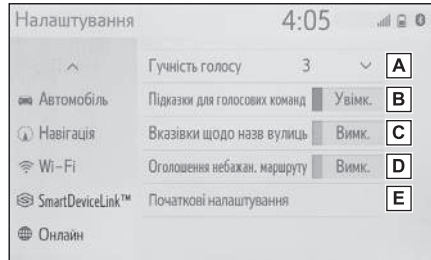 Налаштування 4:05
Гучність голосу 3 A
Автомобіль Підказки для голосових команд Увімк. B
Навігація Вказівки щодо назв вулиць Вимк. C
Wi-Fi Оголошення небажан. маршруту Вимк. D
SmartDeviceLink™ Початкові налаштування E
Онлайн